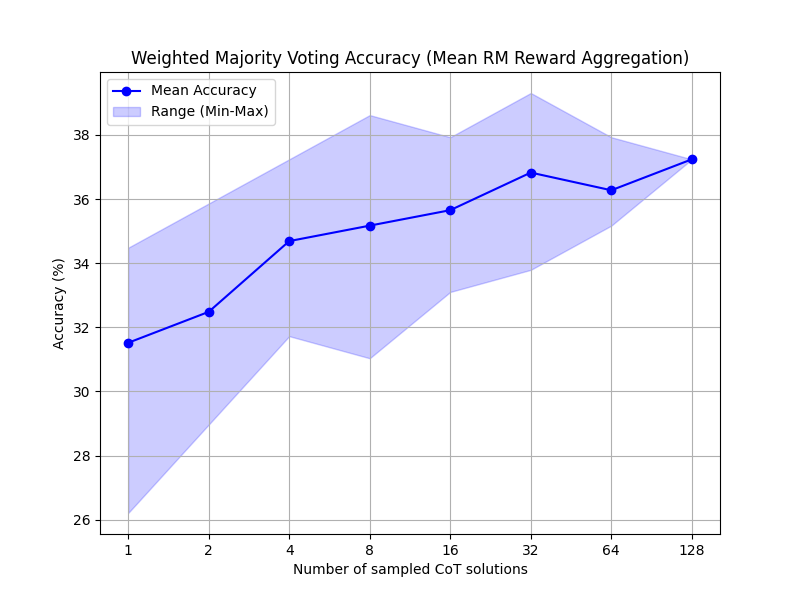 Weighted Majority Voting Accuracy (Mean RM Reward Aggregation)
Mean Accuracy
Range (Min-Max)
38
36
34
32
30
28
26
Accuracy (%)
1 2 4 8 16 32 64 128
Number of sampled CoT solutions